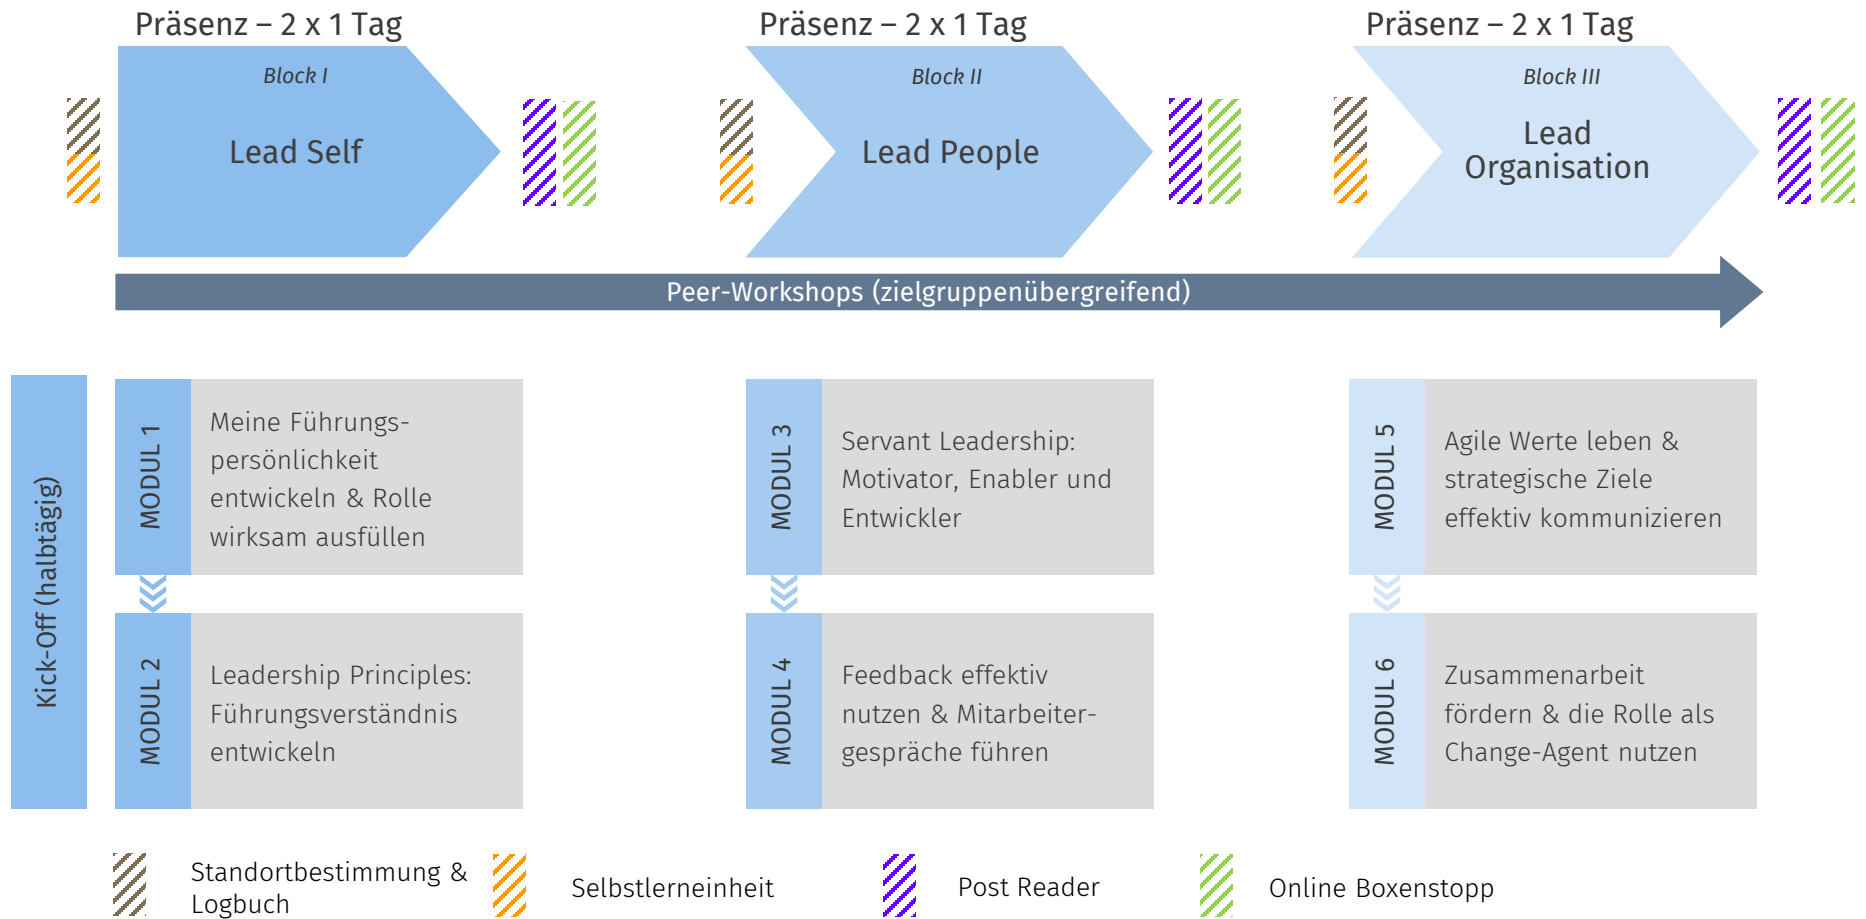 Präsenz – 2 x 1 Tag
Präsenz – 2 x 1 Tag
Präsenz – 2 x 1 Tag
Block I
Lead Self
Block II
Lead People
Block III
Lead
Organisation
Peer-Workshops (zielgruppenübergreifend)
Kick-Off (halbtägig)
MODUL 1
Meine Führungs-
persönlichkeit
entwickeln & Rolle
wirksam ausfüllen
MODUL 2
Leadership Principles:
Führungsverständnis
entwickeln
MODUL 3
Servant Leadership:
Motivator, Enabler und
Entwickler
MODUL 4
Feedback effektiv
nutzen & Mitarbeiter-
gespräche führen
MODUL 5
Agile Werte leben &
strategische Ziele
effektiv kommunizieren
MODUL 6
Zusammenarbeit
fördern & die Rolle als
Change-Agent nutzen
Standortbestimmung &
Logbuch
Selbstlerneinheit
Post Reader
Online Boxenstopp